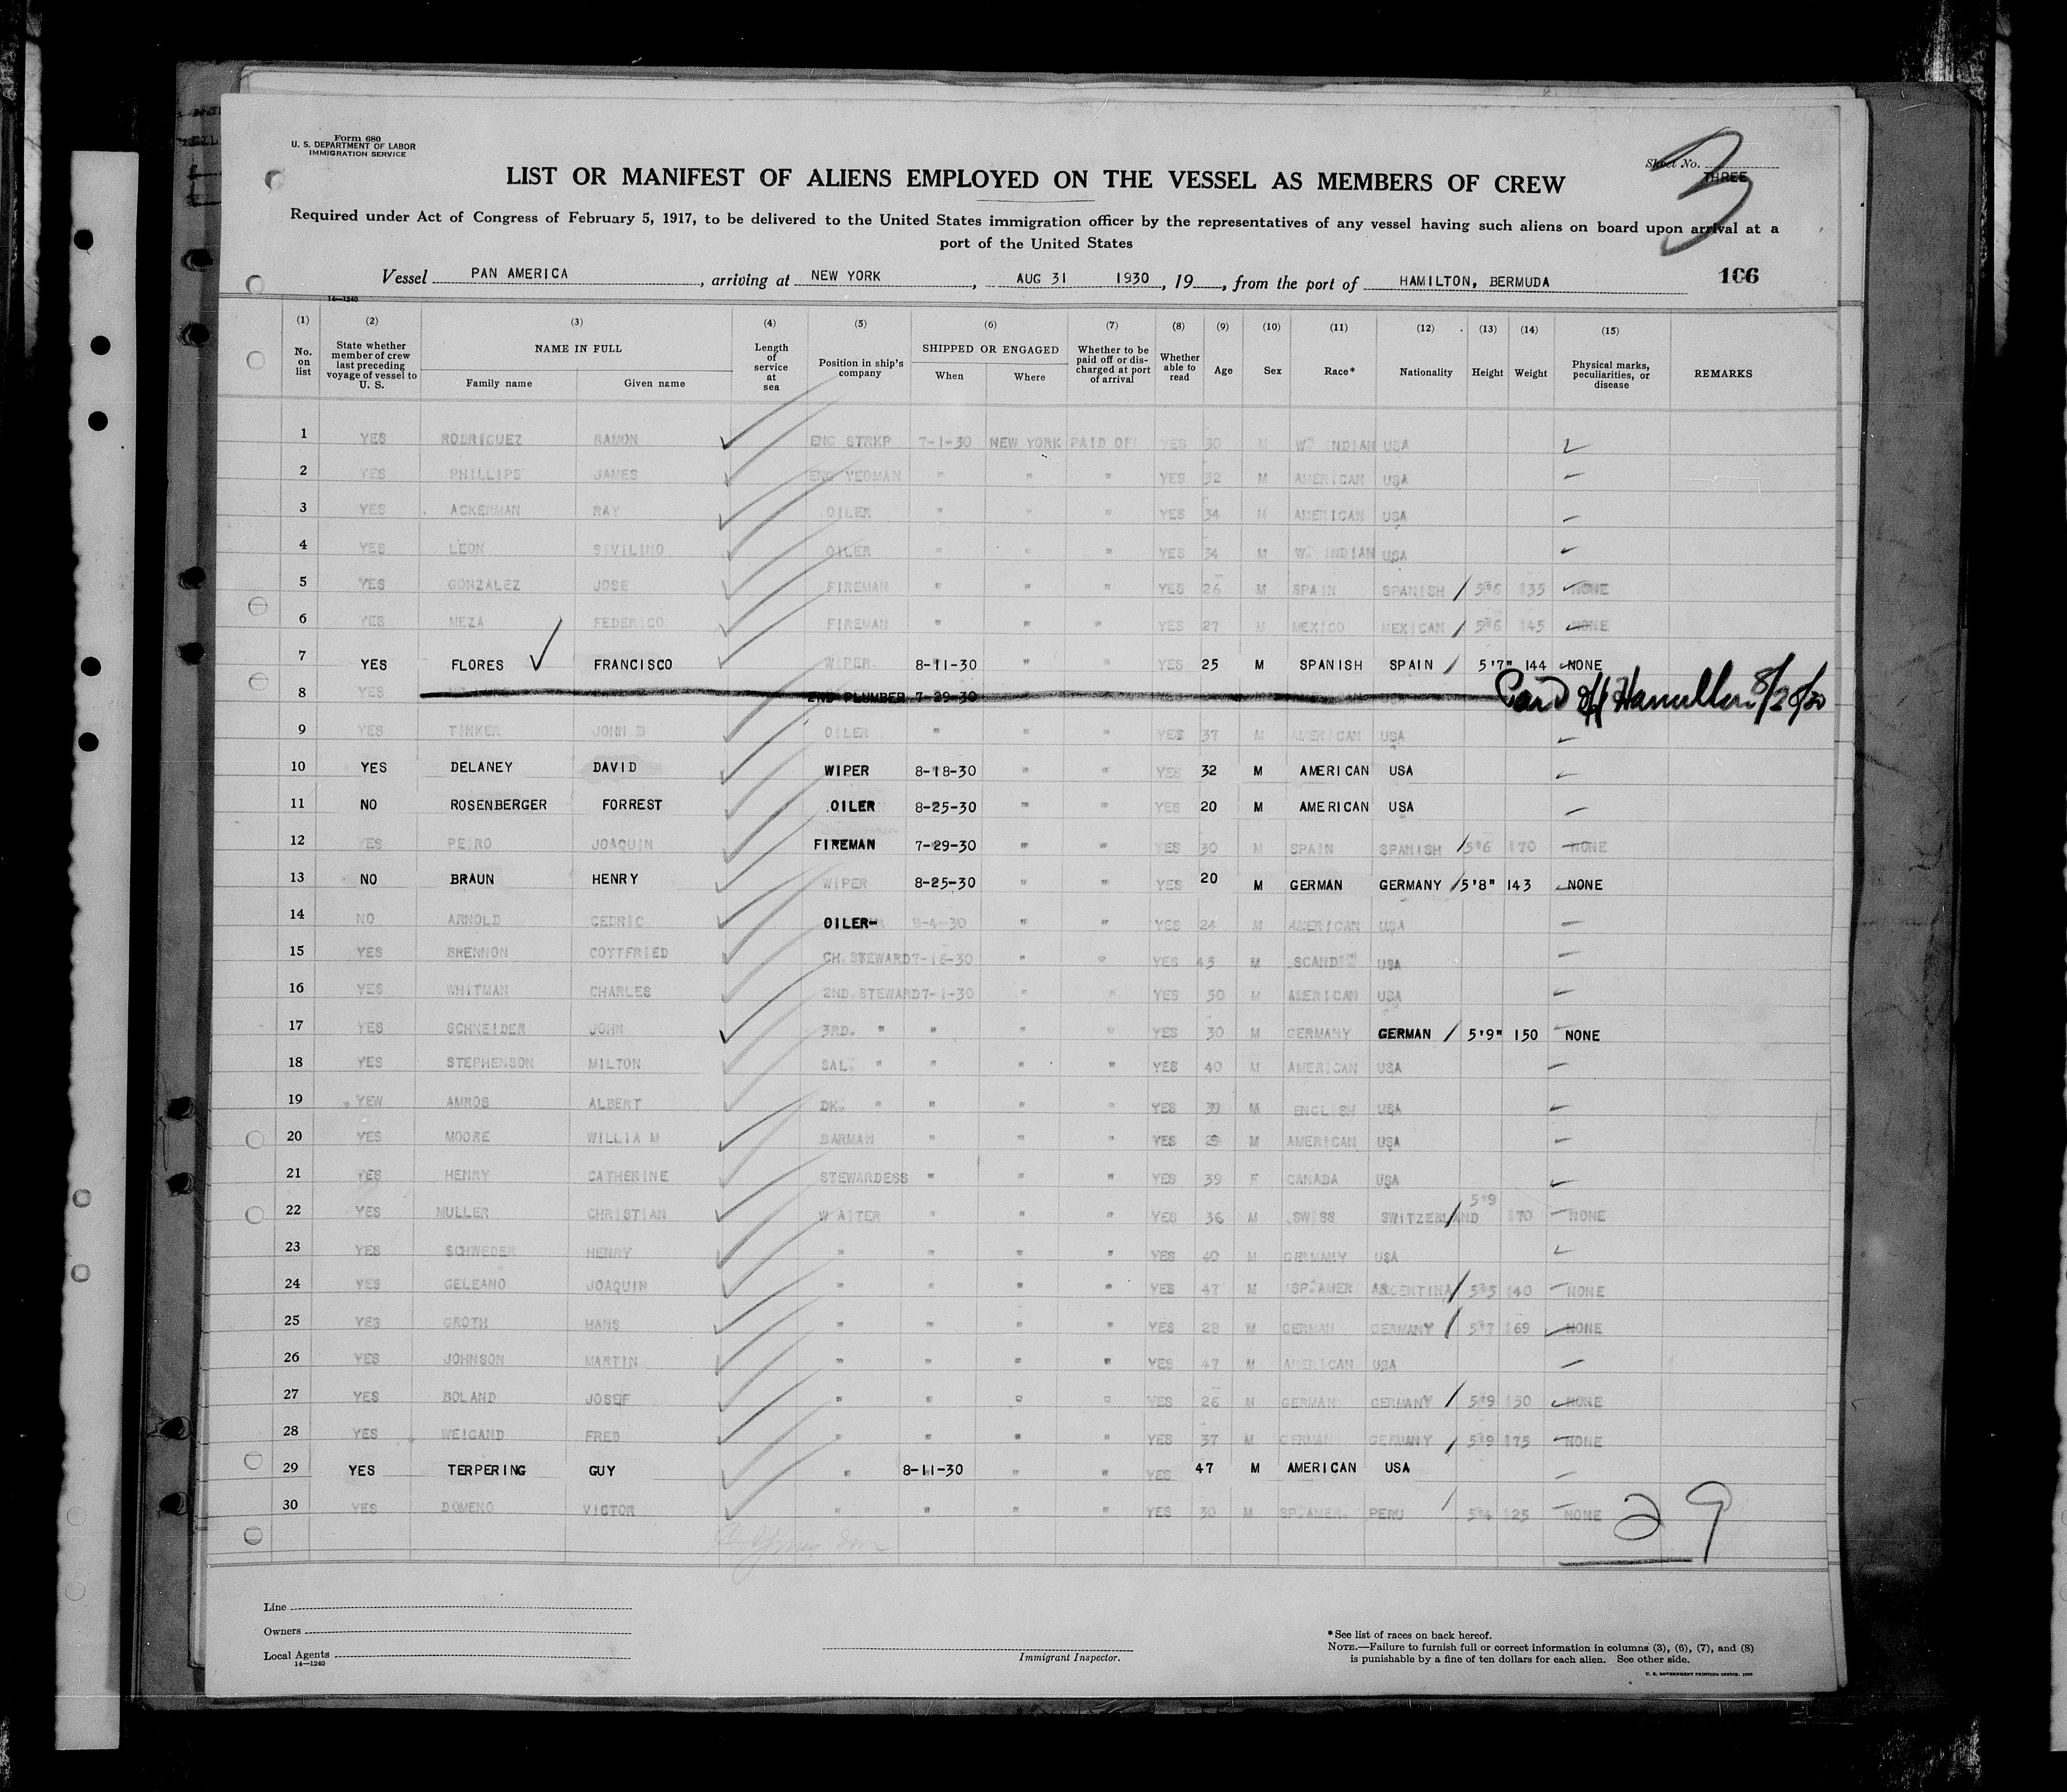 Form 680
U. S. DEPARTMENT OF LABOR
IMMIGRATION SERVICE
Sheet No. THREE
3
LIST OR MANIFEST OF ALIENS EMPLOYED ON THE VESSEL AS MEMBERS OF CREW
Required under Act of Congress of February 5, 1917, to be delivered to the United States immigration officer by the representatives of any vessel having such aliens on board upon arrival at a
port of the United States
Vessel PAN AMERICA, arriving at NEW YORK, AUG 31 1930, 19, from the port of HAMILTON, BERMUDA 106
14—1240
(1) (2) (3) (4) (5) (6) (7) (8) (9) (10) (11) (12) (13) (14) (15)
No. on list State whether member of crew last preceding voyage of vessel to U. S. NAME IN FULL Family name Given name Length of service at sea Position in ship's company SHIPPED OR ENGAGED When Where Whether to be paid off or discharged at port of arrival Whether able to read Age Sex Race* Nationality Height Weight Physical marks, peculiarities, or disease REMARKS
1 YES RODRIGUEZ RAMON ENG STRKP 7-1-30 NEW YORK PAID OFF YES 30 M W. INDIAN USA
2 YES PHILLIPS JAMES ENG YEOMAN " " " YES 32 M AMERICAN USA
3 YES ACKERMAN RAY OILER " " " YES 34 M AMERICAN USA
4 YES LEON SIVILINO OILER " " " YES 34 M W. INDIAN USA
5 YES GONZALEZ JOSE FIREMAN " " " YES 26 M SPAIN SPANISH / 5'6 135 NONE
6 YES MEZA FEDERICO FIREMAN " " " YES 27 M MEXICO MEXICAN / 5'6 145 NONE
7 YES FLORES FRANCISCO WIPER 8-11-30 " " YES 25 M SPANISH SPAIN / 5'7" 144 NONE
8 YES 2ND PLUMBER 7-29-30 Paid off Hamilton 8/28/30
9 YES TINKER JOHN B OILER " " " YES 37 M AMERICAN USA
10 YES DELANEY DAVID WIPER 8-18-30 " " YES 32 M AMERICAN USA
11 NO ROSENBERGER FORREST OILER 8-25-30 " " YES 20 M AMERICAN USA
12 YES PEIRO JOAQUIN FIREMAN 7-29-30 " " YES 30 M SPAIN SPANISH / 5'6 170 NONE
13 NO BRAUN HENRY WIPER 8-25-30 " " YES 20 M GERMAN GERMANY / 5'8" 143 NONE
14 NO ARNOLD CEDRIC OILER- 8-4-30 " " YES 24 M AMERICAN USA
15 YES BRENNON COTTFRIED CH. STEWARD 7-16-30 " " YES 45 M SCAND USA
16 YES WHITMAN CHARLES 2ND. STEWARD 7-1-30 " " YES 50 M AMERICAN USA
17 YES SCHNEIDER JOHN 3RD. " " " " YES 30 M GERMANY GERMAN / 5'9" 150 NONE
18 YES STEPHENSON MILTON SAL. " " " " YES 40 M AMERICAN USA
19 YEW AMROS ALBERT DK. " " " " YES 39 M ENGLISH USA
20 YES MOORE WILLIA M BARMAN " " " YES 29 M AMERICAN USA
21 YES HENRY CATHERINE STEWARDESS " " " YES 39 F CANADA USA
22 YES MULLER CHRISTIAN WAITER " " " YES 36 M SWISS SWITZERLAND / 5'9 170 NONE
23 YES SCHWEDER HENRY " " " " YES 40 M GERMANY USA
24 YES GELEANO JOAQUIN " " " " YES 47 M SP. AMER ARGENTINA / 5'5 140 NONE
25 YES GROTH HANS " " " " YES 28 M GERMAN GERMANY / 5'7 169 NONE
26 YES JOHNSON MARTIN " " " " YES 47 M AMERICAN USA
27 YES BOLAND JOSEF " " " " YES 26 M GERMAN GERMANY / 5'9 150 NONE
28 YES WEIGAND FRED " " " " YES 37 M GERMAN GERMANY / 5'9 175 NONE
29 YES TERPERING GUY " 8-11-30 " " YES 47 M AMERICAN USA
30 YES DOMENO VICTOR " " " " YES 30 M SP. AMER. PERU / 5'4 125 NONE
29
Line
Owners
Local Agents
14—1240
Immigrant Inspector.
*See list of races on back hereof.
NOTE.—Failure to furnish full or correct information in columns (3), (6), (7), and (8)
is punishable by a fine of ten dollars for each alien. See other side.